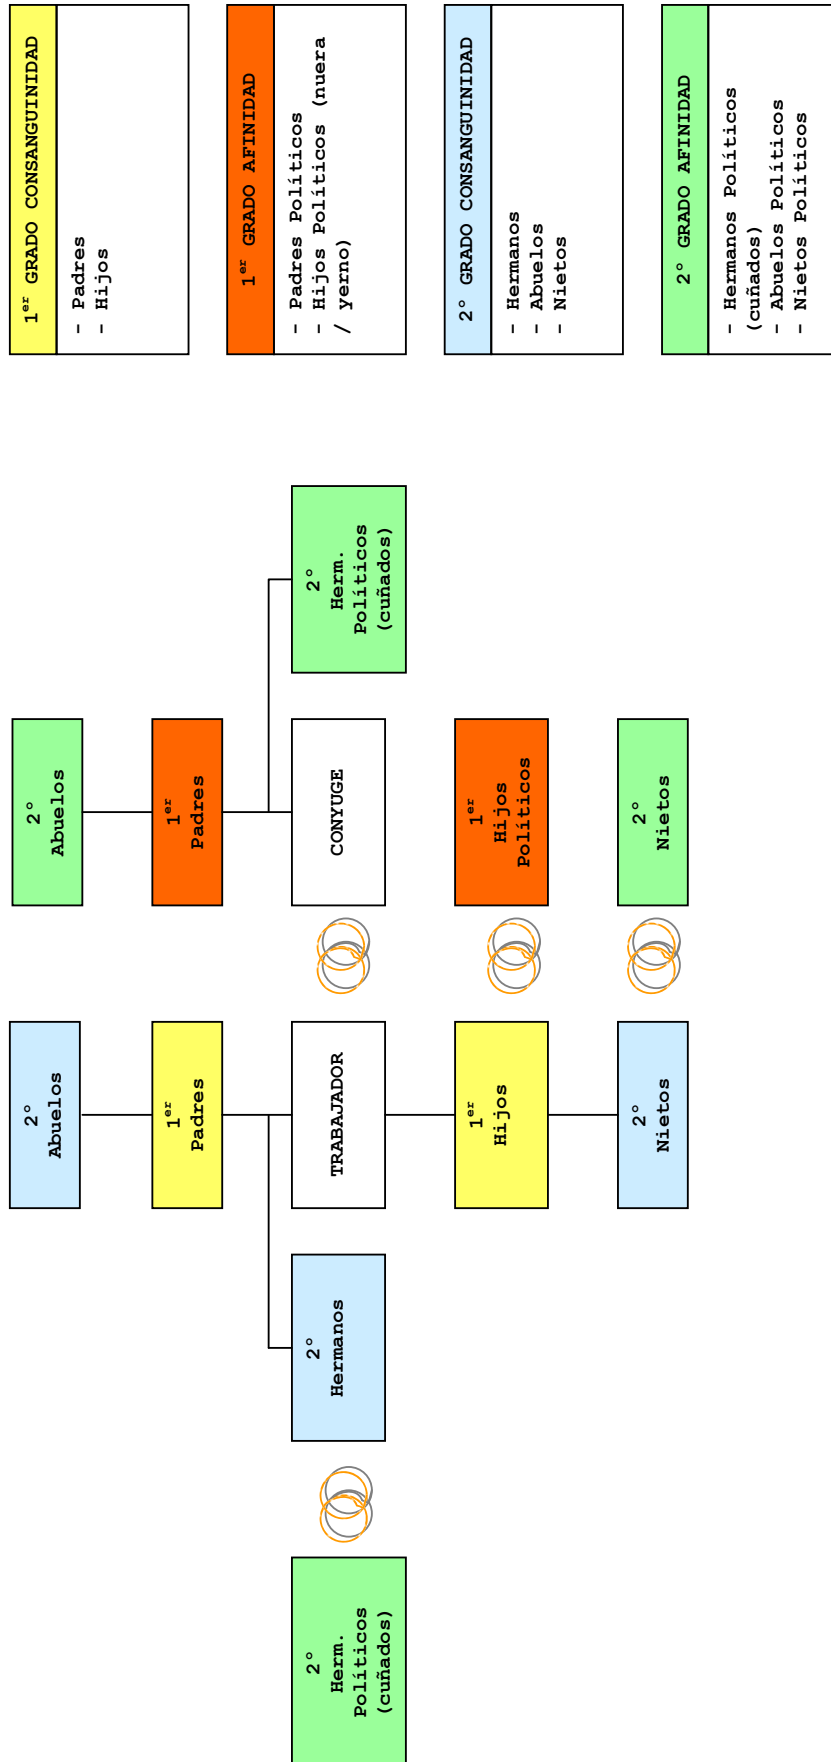 2°
Abuelos
2°
Abuelos
1er
Padres
1er
Padres
2°
Herm.
Políticos
(cuñados)
2°
Hermanos
TRABAJADOR
CONYUGE
2°
Herm.
Políticos
(cuñados)
1er
Hijos
1er
Hijos
Políticos
2°
Nietos
2°
Nietos
1er GRADO CONSANGUINIDAD
- Padres
- Hijos
1er GRADO AFINIDAD
- Padres Políticos
- Hijos Políticos (nuera
/ yerno)
2° GRADO CONSANGUINIDAD
- Hermanos
- Abuelos
- Nietos
2° GRADO AFINIDAD
- Hermanos Políticos
(cuñados)
- Abuelos Políticos
- Nietos Políticos